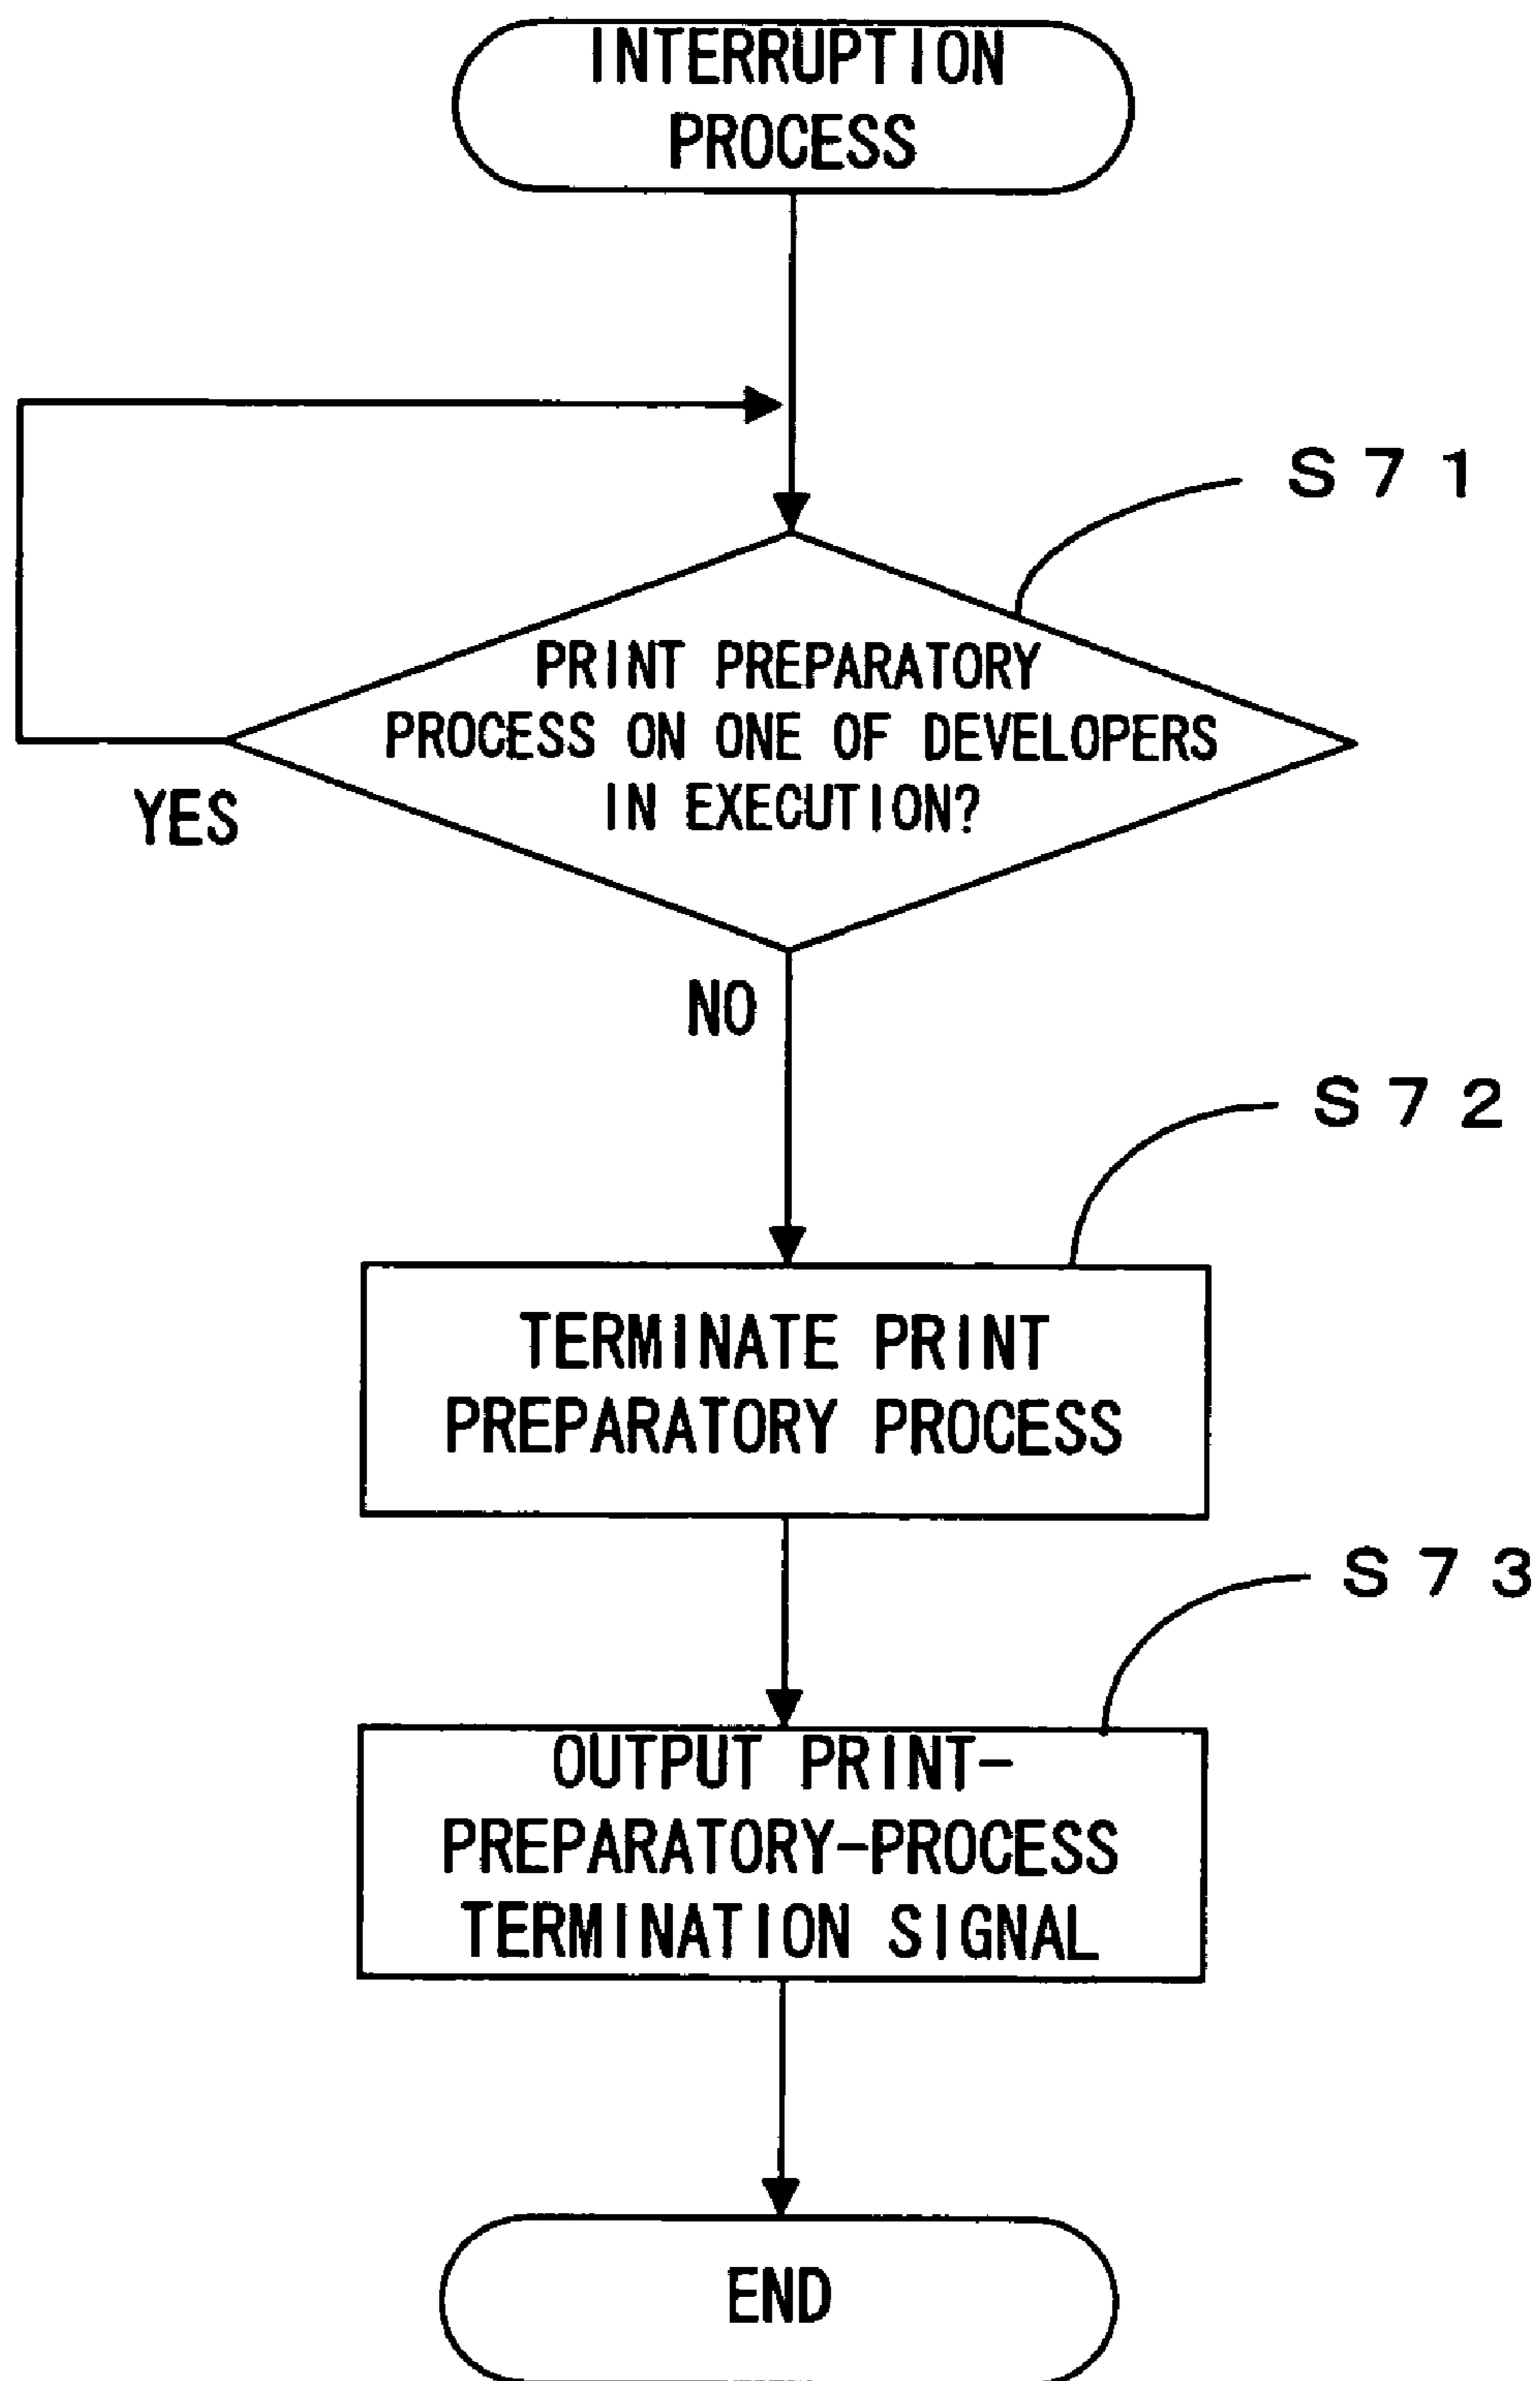 INTERRUPTION
PROCESS
S71
PRINT PREPARATORY
PROCESS ON ONE OF DEVELOPERS
IN EXECUTION?
YES
NO
S72
TERMINATE PRINT
PREPARATORY PROCESS
S73
OUTPUT PRINT-
PREPARATORY-PROCESS
TERMINATION SIGNAL
END